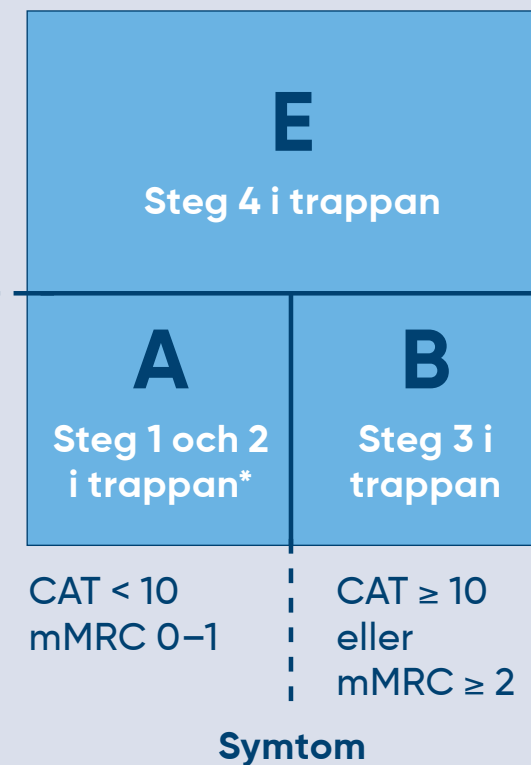 E
Steg 4 i trappan
A
Steg 1 och 2
i trappan*
B
Steg 3 i
trappan
CAT < 10
mMRC 0–1
CAT ≥ 10
eller
mMRC ≥ 2
Symtom